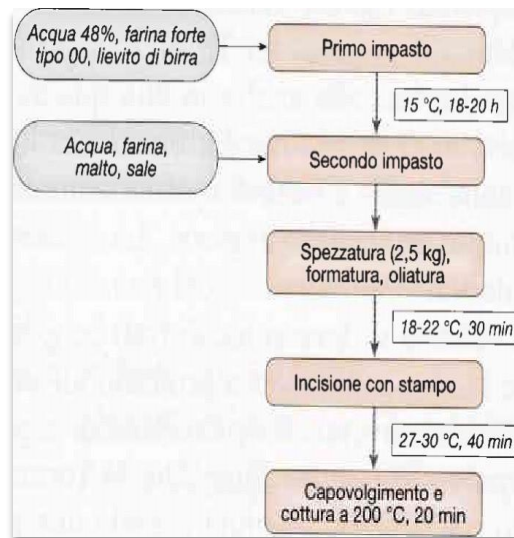 Acqua 48%, farina forte
tipo 00, lievito di birra
Primo impasto
15 °C, 18-20 h
Acqua, farina,
malto, sale
Secondo impasto
Spezzatura (2,5 kg),
formatura, oliatura
18-22 °C, 30 min
Incisione con stampo
27-30 °C, 40 min
Capovolgimento e
cottura a 200 °C, 20 min